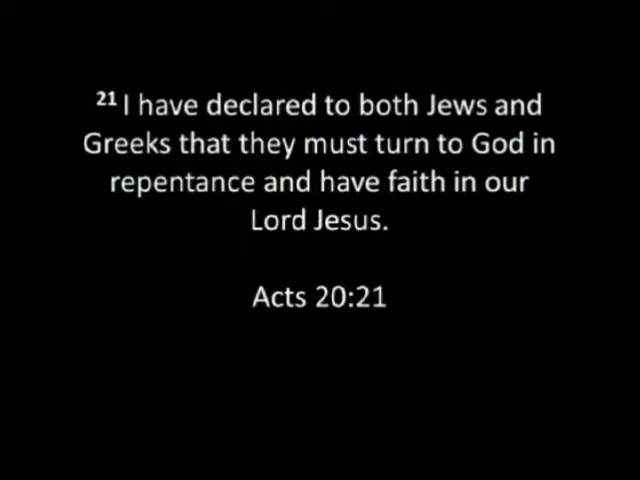 21 I have declared to both Jews and
Greeks that they must turn to God in
repentance and have faith in our
Lord Jesus.
Acts 20:21